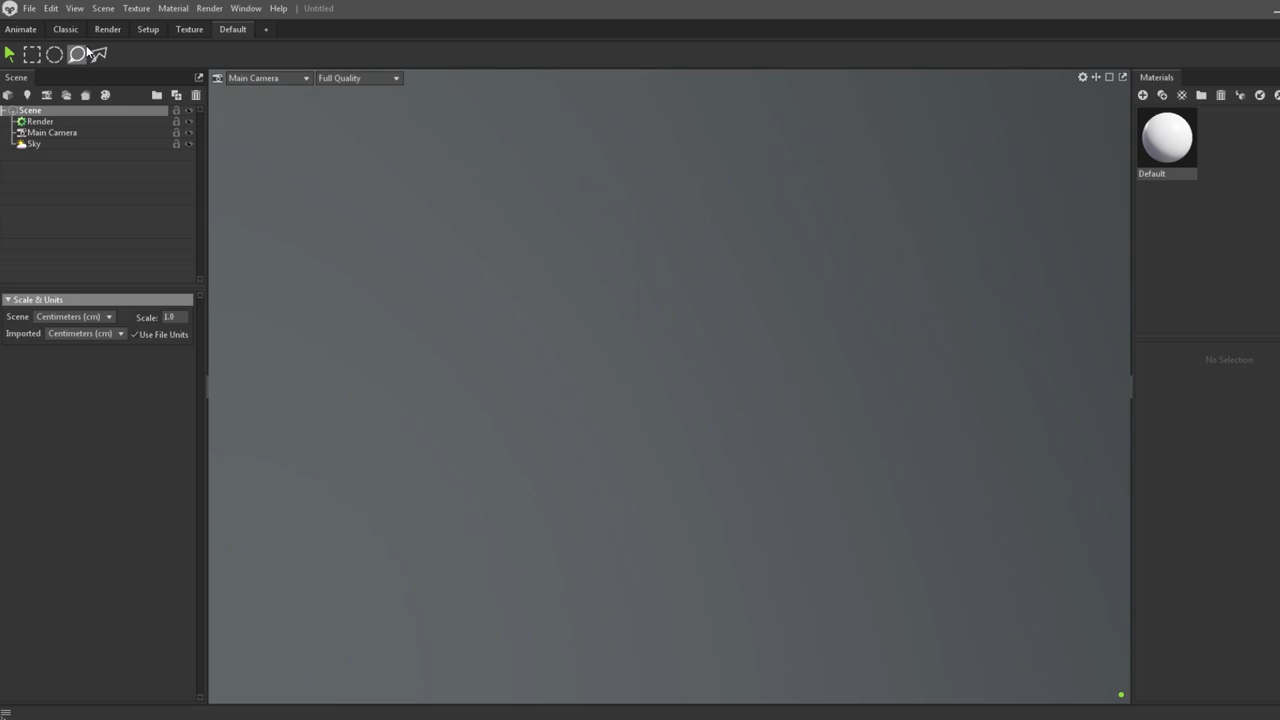 File Edit View Scene Texture Material Render Window Help | Untitled
Animate Classic Render Setup Texture Default +
Scene
Main Camera Full Quality
Materials
Scene
Render
Main Camera
Sky
Default
Scale & Units
Scene Centimeters (cm) Scale: 1.0
Imported Centimeters (cm) Use File Units
No Selection